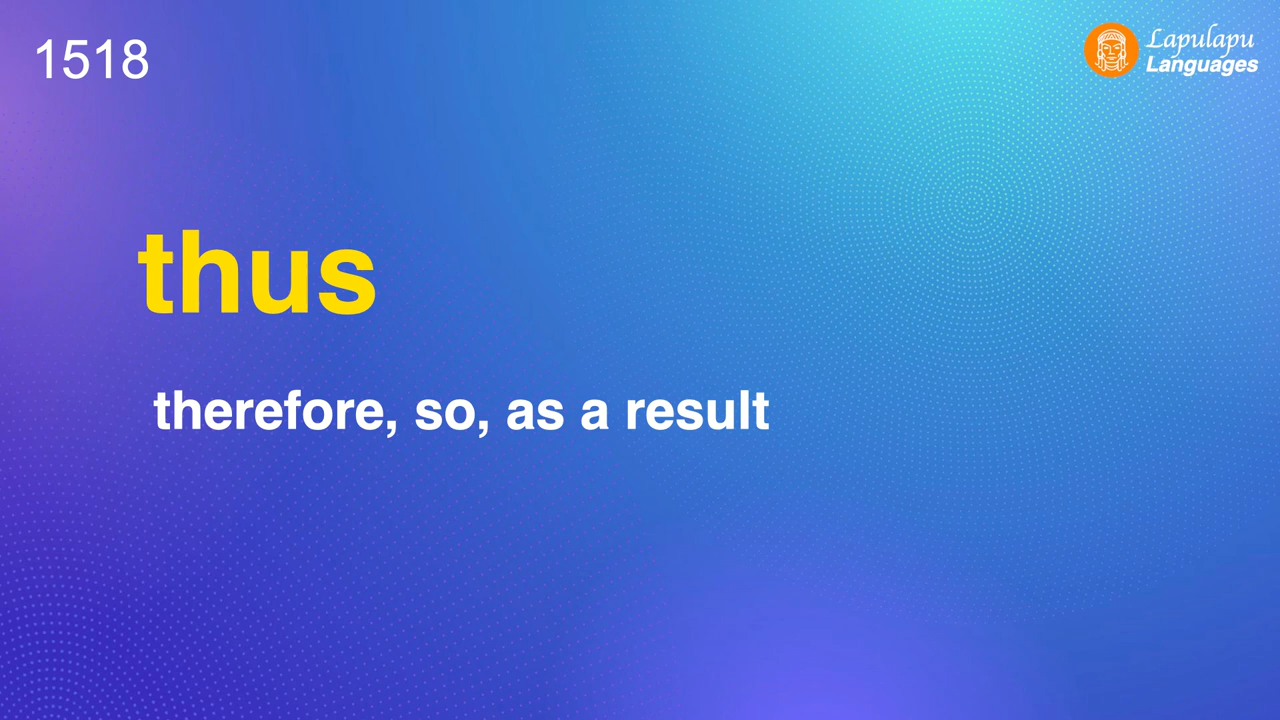 1518
Lapulapu
Languages
thus
therefore, so, as a result